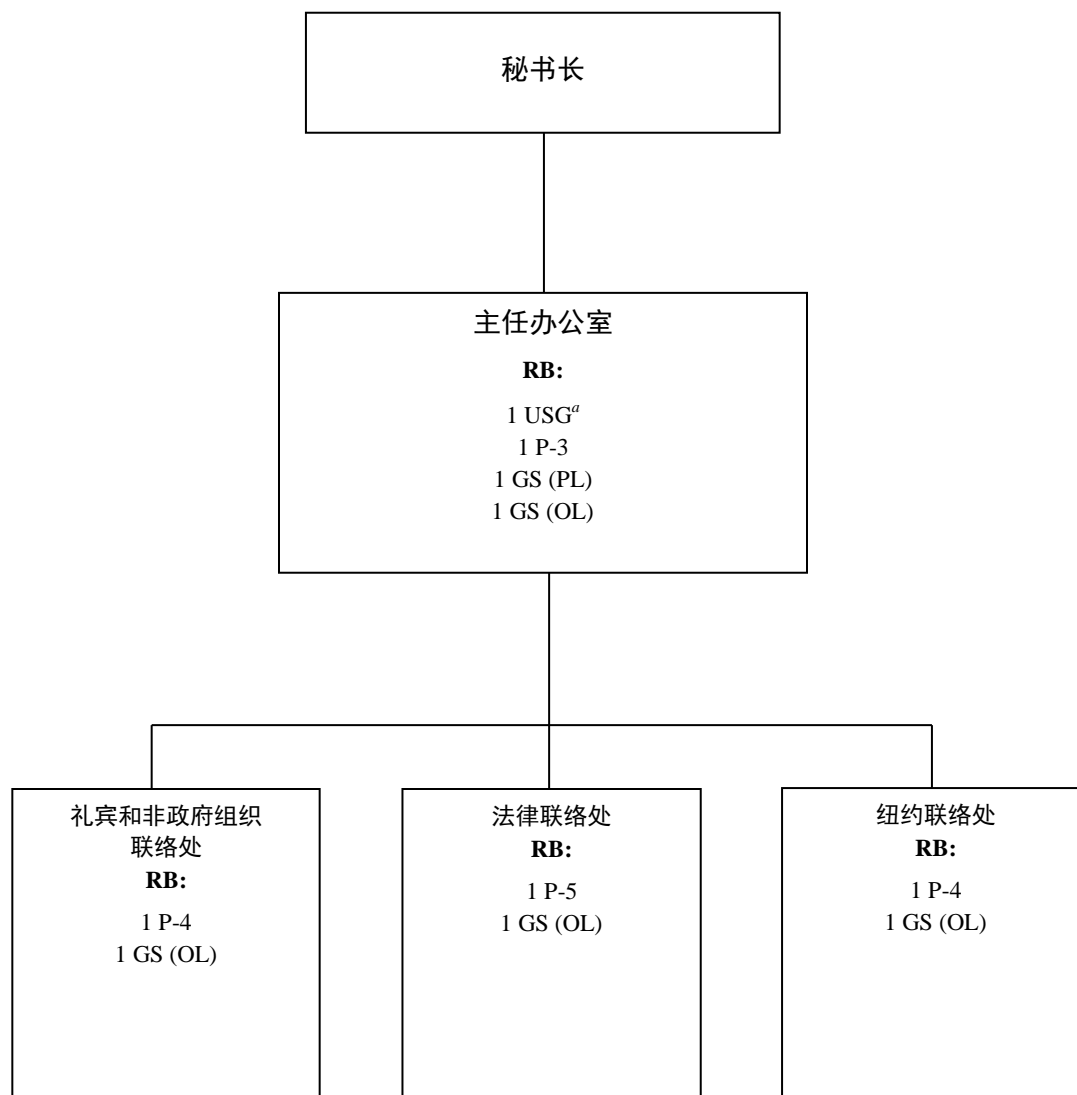 秘书长
主任办公室
RB:
1 USGᵃ
1 P-3
1 GS (PL)
1 GS (OL)
礼宾和非政府组织
联络处
RB:
1 P-4
1 GS (OL)
法律联络处
RB:
1 P-5
1 GS (OL)
纽约联络处
RB:
1 P-4
1 GS (OL)